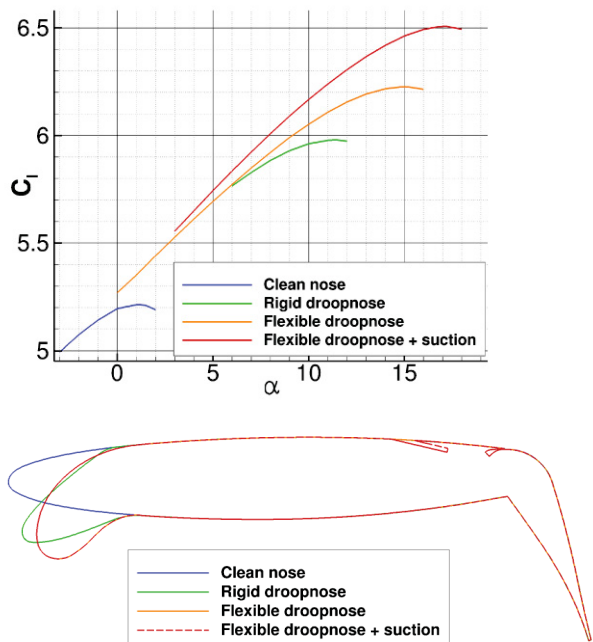 6.5
6
5.5
5
C_l
0
5
10
15
α
Clean nose
Rigid droopnose
Flexible droopnose
Flexible droopnose + suction
Clean nose
Rigid droopnose
Flexible droopnose
Flexible droopnose + suction